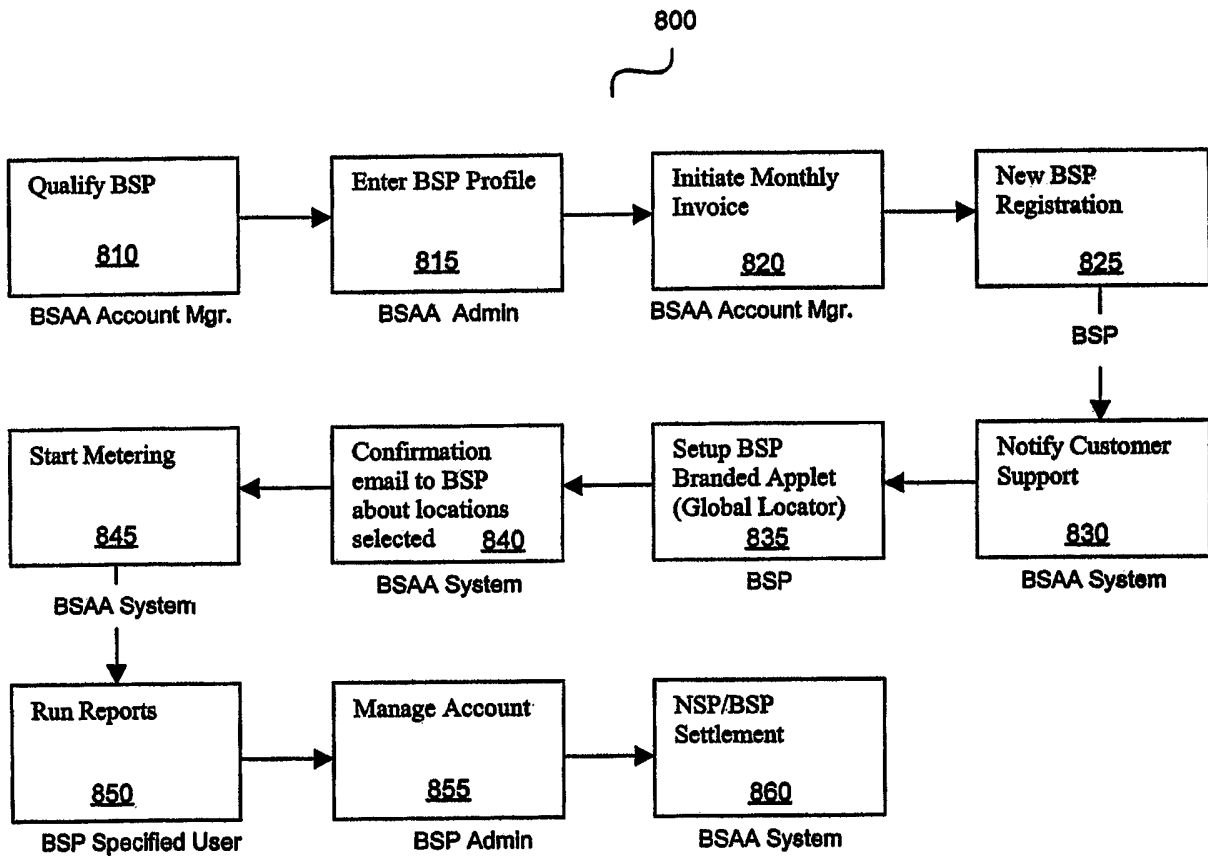 800
Qualify BSP
810
BSAA Account Mgr.
Enter BSP Profile
815
BSAA Admin
Initiate Monthly
Invoice
820
BSAA Account Mgr.
New BSP
Registration
825
BSP
Notify Customer
Support
830
BSAA System
Setup BSP
Branded Applet
(Global Locator)
835
BSP
Confirmation
email to BSP
about locations
selected 840
BSAA System
Start Metering
845
BSAA System
Run Reports
850
BSP Specified User
Manage Account
855
BSP Admin
NSP/BSP
Settlement
860
BSAA System